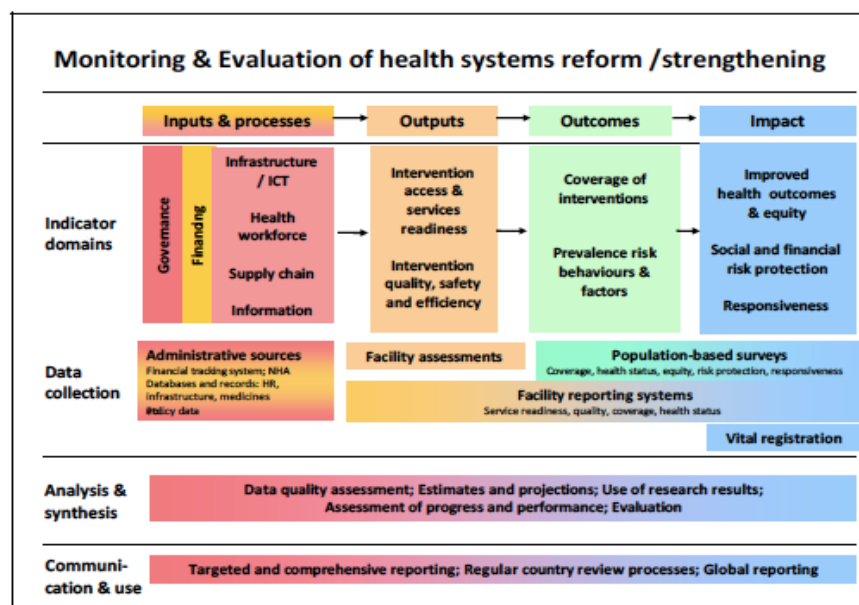 Monitoring & Evaluation of health systems reform /strengthening
Inputs & processes
Outputs
Outcomes
Impact
Indicator
domains
Governance
Financing
Infrastructure
/ ICT
Health
workforce
Supply chain
Information
Intervention
access &
services
readiness
Intervention
quality, safety
and efficiency
Coverage of
interventions
Prevalence risk
behaviours &
factors
Improved
health outcomes
& equity
Social and financial
risk protection
Responsiveness
Data
collection
Administrative sources
Financial tracking system; NHA
Databases and records: HR,
infrastructure, medicines
Policy data
Facility assessments
Population-based surveys
Coverage, health status, equity, risk protection, responsiveness
Facility reporting systems
Service readiness, quality, coverage, health status
Vital registration
Analysis &
synthesis
Data quality assessment; Estimates and projections; Use of research results;
Assessment of progress and performance; Evaluation
Communi-
cation & use
Targeted and comprehensive reporting; Regular country review processes; Global reporting